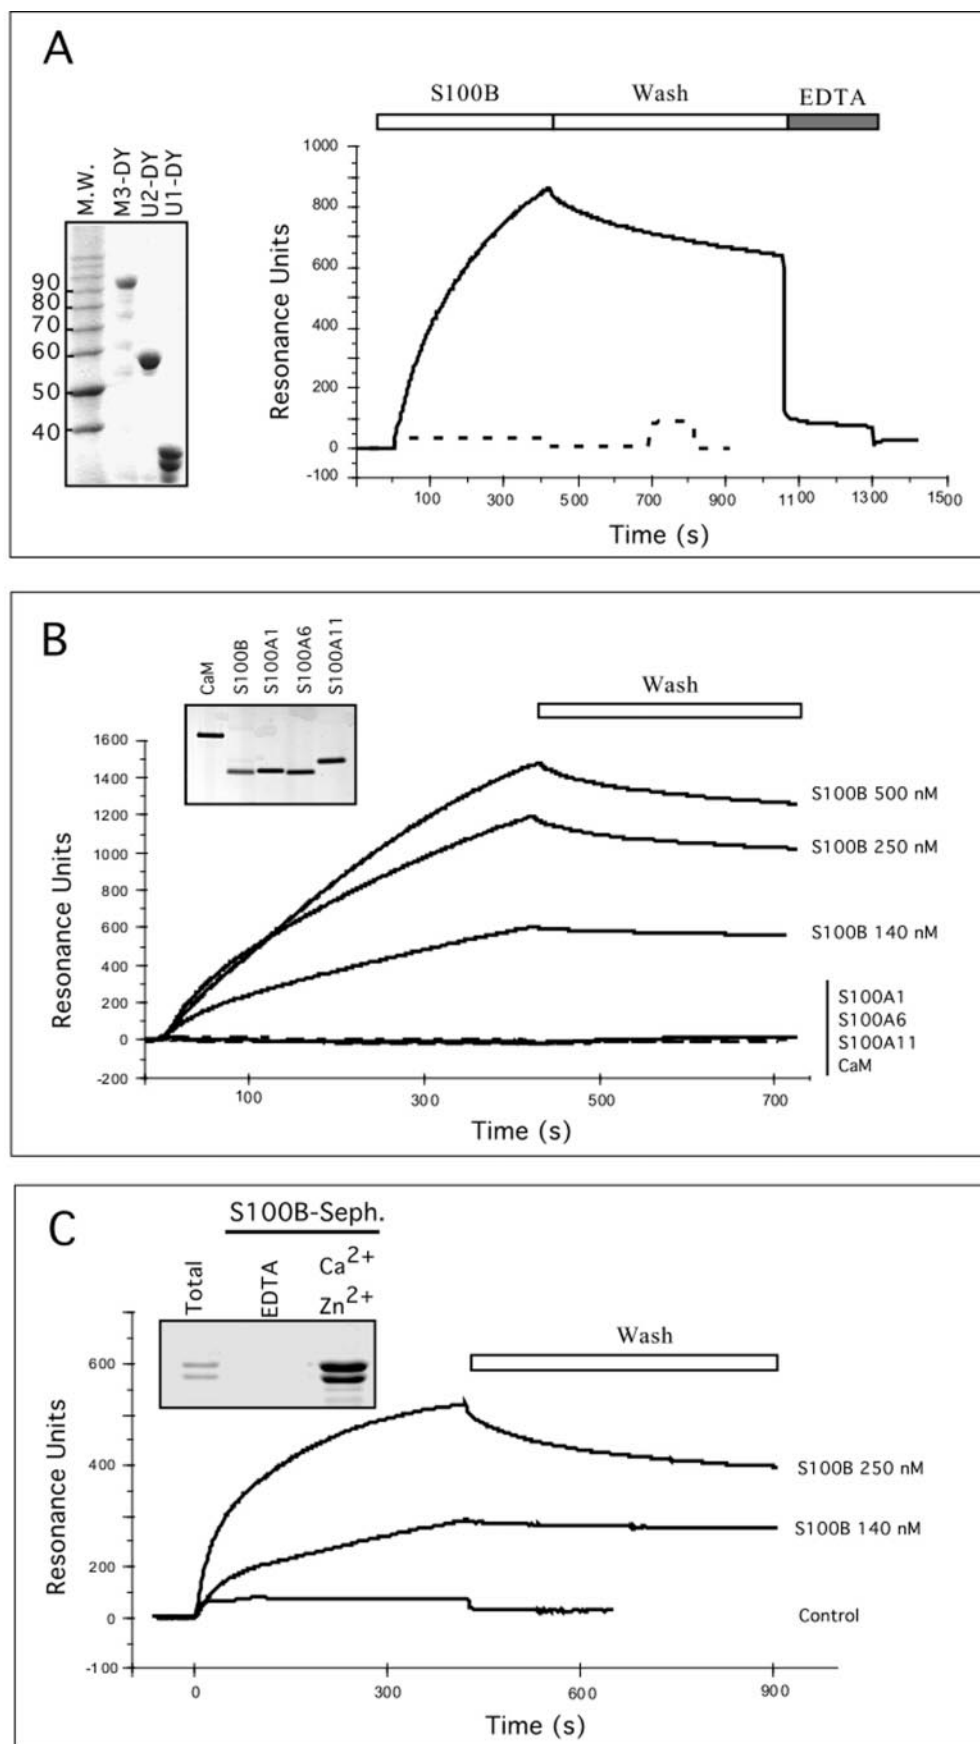 A
S100B Wash EDTA
M.W. M3-DY U2-DY U1-DY
90
80
70
60
50
40
Resonance Units
1000
800
600
400
200
0
-100
100 300 500 700 900 1100 1300 1500
Time (s)
B
CaM S100B S100A1 S100A6 S100A11
Wash
Resonance Units
1600
1400
1200
1000
800
600
400
200
0
-200
S100B 500 nM
S100B 250 nM
S100B 140 nM
S100A1
S100A6
S100A11
CaM
100 300 500 700
Time (s)
C
S100B-Seph.
Total EDTA Ca2+
Zn2+
Wash
Resonance Units
600
400
200
0
-100
S100B 250 nM
S100B 140 nM
Control
0 300 600 900
Time (s)